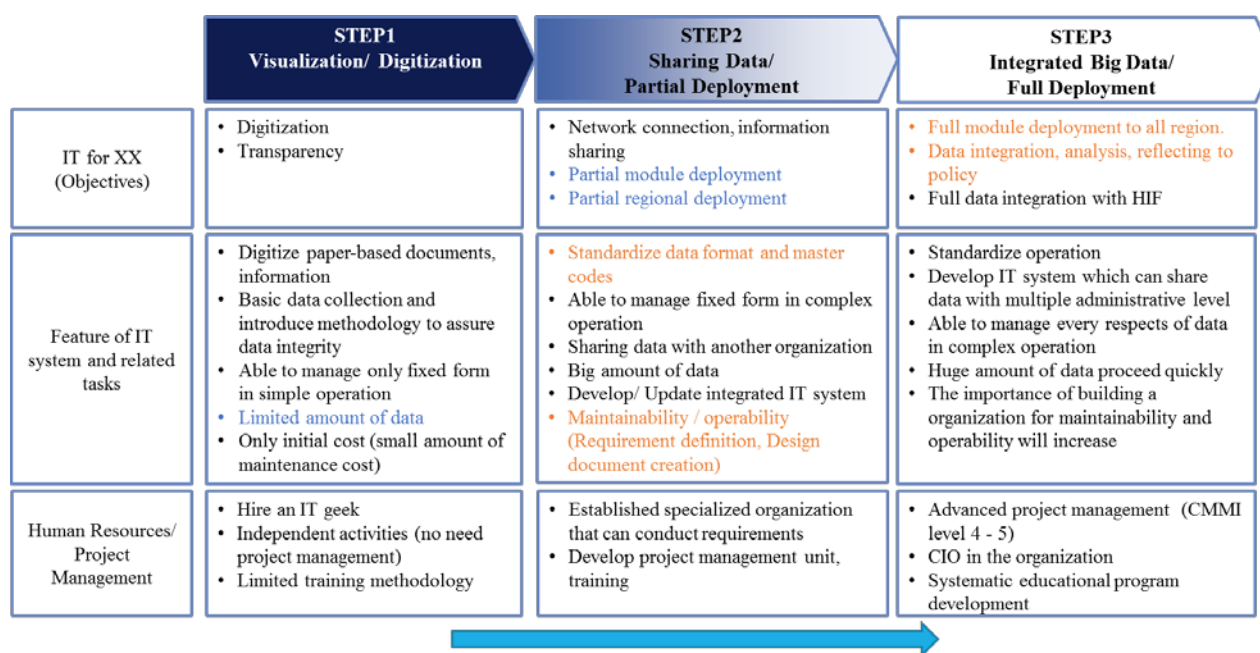 STEP1
Visualization/ Digitization
STEP2
Sharing Data/
Partial Deployment
STEP3
Integrated Big Data/
Full Deployment
IT for XX
(Objectives)
• Digitization
• Transparency
• Network connection, information
sharing
• Partial module deployment
• Partial regional deployment
• Full module deployment to all region.
• Data integration, analysis, reflecting to
policy
• Full data integration with HIF
Feature of IT
system and related
tasks
• Digitize paper-based documents,
information
• Basic data collection and
introduce methodology to assure
data integrity
• Able to manage only fixed form
in simple operation
• Limited amount of data
• Only initial cost (small amount of
maintenance cost)
• Standardize data format and master
codes
• Able to manage fixed form in complex
operation
• Sharing data with another organization
• Big amount of data
• Develop/ Update integrated IT system
• Maintainability / operability
(Requirement definition, Design
document creation)
• Standardize operation
• Develop IT system which can share
data with multiple administrative level
• Able to manage every respects of data
in complex operation
• Huge amount of data proceed quickly
• The importance of building a
organization for maintainability and
operability will increase
Human Resources/
Project
Management
• Hire an IT geek
• Independent activities (no need
project management)
• Limited training methodology
• Established specialized organization
that can conduct requirements
• Develop project management unit,
training
• Advanced project management (CMMI
level 4 - 5)
• CIO in the organization
• Systematic educational program
development